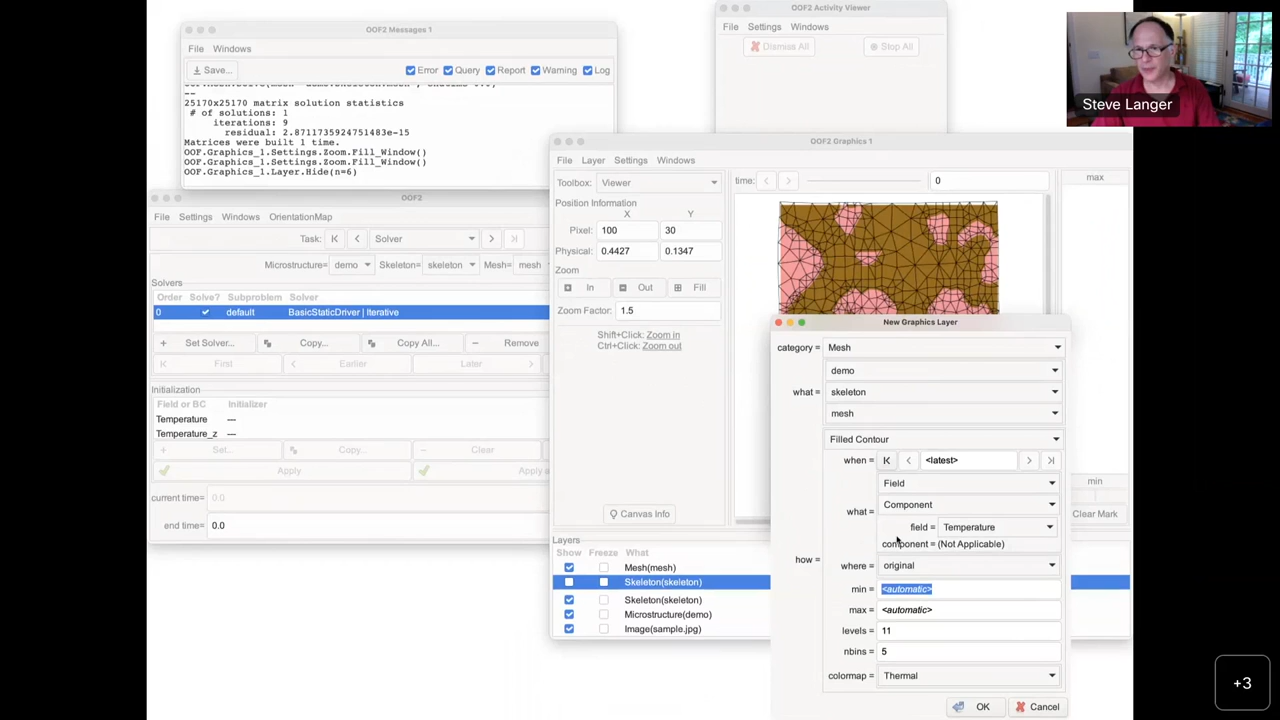 OOF2 Messages 1
File Windows
Save...
Error Query Report Warning Log
--
25170x25170 matrix solution statistics
# of solutions: 1
iterations: 9
residual: 2.8711735924751483e-15
Matrices were built 1 time.
OOF.Graphics_1.Settings.Zoom.Fill_Window()
OOF.Graphics_1.Settings.Zoom.Fill_Window()
OOF.Graphics_1.Layer.Hide(n=6)
OOF2 Activity Viewer
File Settings Windows
Dismiss All Stop All
Steve Langer
OOF2
File Settings Windows OrientationMap
Task: Solver
Microstructure= demo Skeleton= skeleton Mesh= mesh
Solvers
Order Solve? Subproblem Solver
0 default BasicStaticDriver | Iterative
Set Solver... Copy... Copy All... Remove
First Earlier Later
Initialization
Field or BC Initializer
Temperature ---
Temperature_z ---
Set... Copy... Clear
Apply Apply a
current time= 0.0
end time= 0.0
OOF2 Graphics 1
File Layer Settings Windows
Toolbox: Viewer
time: 0
max
Position Information
X Y
Pixel: 100 30
Physical: 0.4427 0.1347
Zoom
In Out Fill
Zoom Factor: 1.5
Shift+Click: Zoom in
Ctrl+Click: Zoom out
Canvas Info
min
Clear Mark
Layers
Show Freeze What
Mesh(mesh)
Skeleton(skeleton)
Skeleton(skeleton)
Microstructure(demo)
Image(sample.jpg)
New Graphics Layer
category= Mesh
demo
what= skeleton
mesh
Filled Contour
when= <latest>
Field
Component
what=
field= Temperature
component= (Not Applicable)
how=
where= original
min= <automatic>
max= <automatic>
levels= 11
nbins= 5
colormap= Thermal
OK Cancel
+3